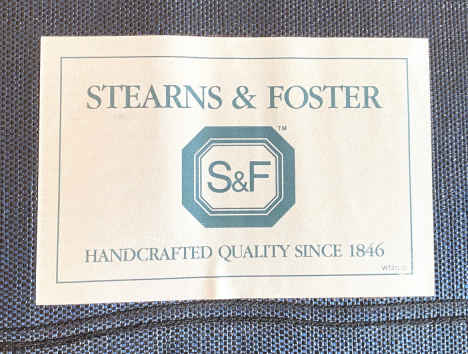 STEARNS & FOSTER
TM
S&F
HANDCRAFTED QUALITY SINCE 1846